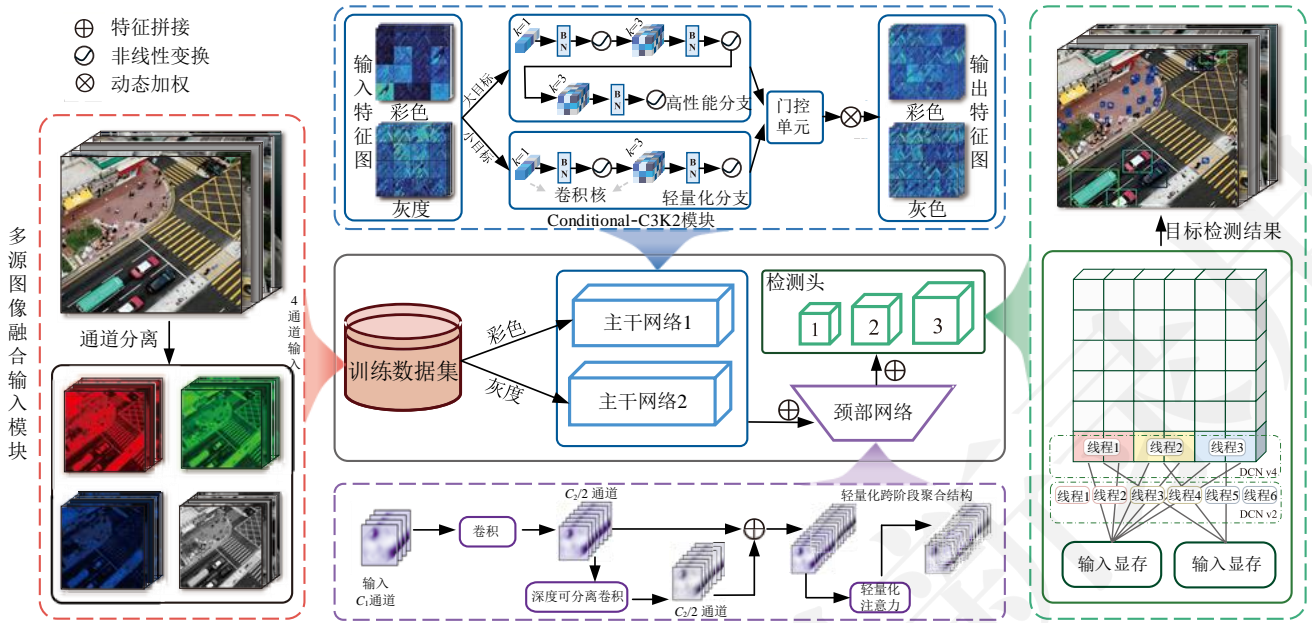 特征拼接
非线性变换
动态加权
多源图像融合输入模块
通道分离
4通道输入
输入特征图
彩色
灰度
大目标
小目标
k=1
BN
k=3
BN
k=3
BN
高性能分支
k=1
BN
k=3
BN
卷积核
轻量化分支
Conditional-C3K2模块
门控
单元
输出特征图
彩色
灰色
训练数据集
彩色
灰度
主干网络1
主干网络2
检测头
1
2
3
颈部网络
输入
C₁通道
卷积
C₂/2 通道
深度可分离卷积
C₂/2 通道
轻量化跨阶段聚合结构
轻量化
注意力
目标检测结果
线程1 线程2 线程3
DCN v4
线程1 线程2 线程3 线程4 线程5 线程6
DCN v2
输入显存 输入显存